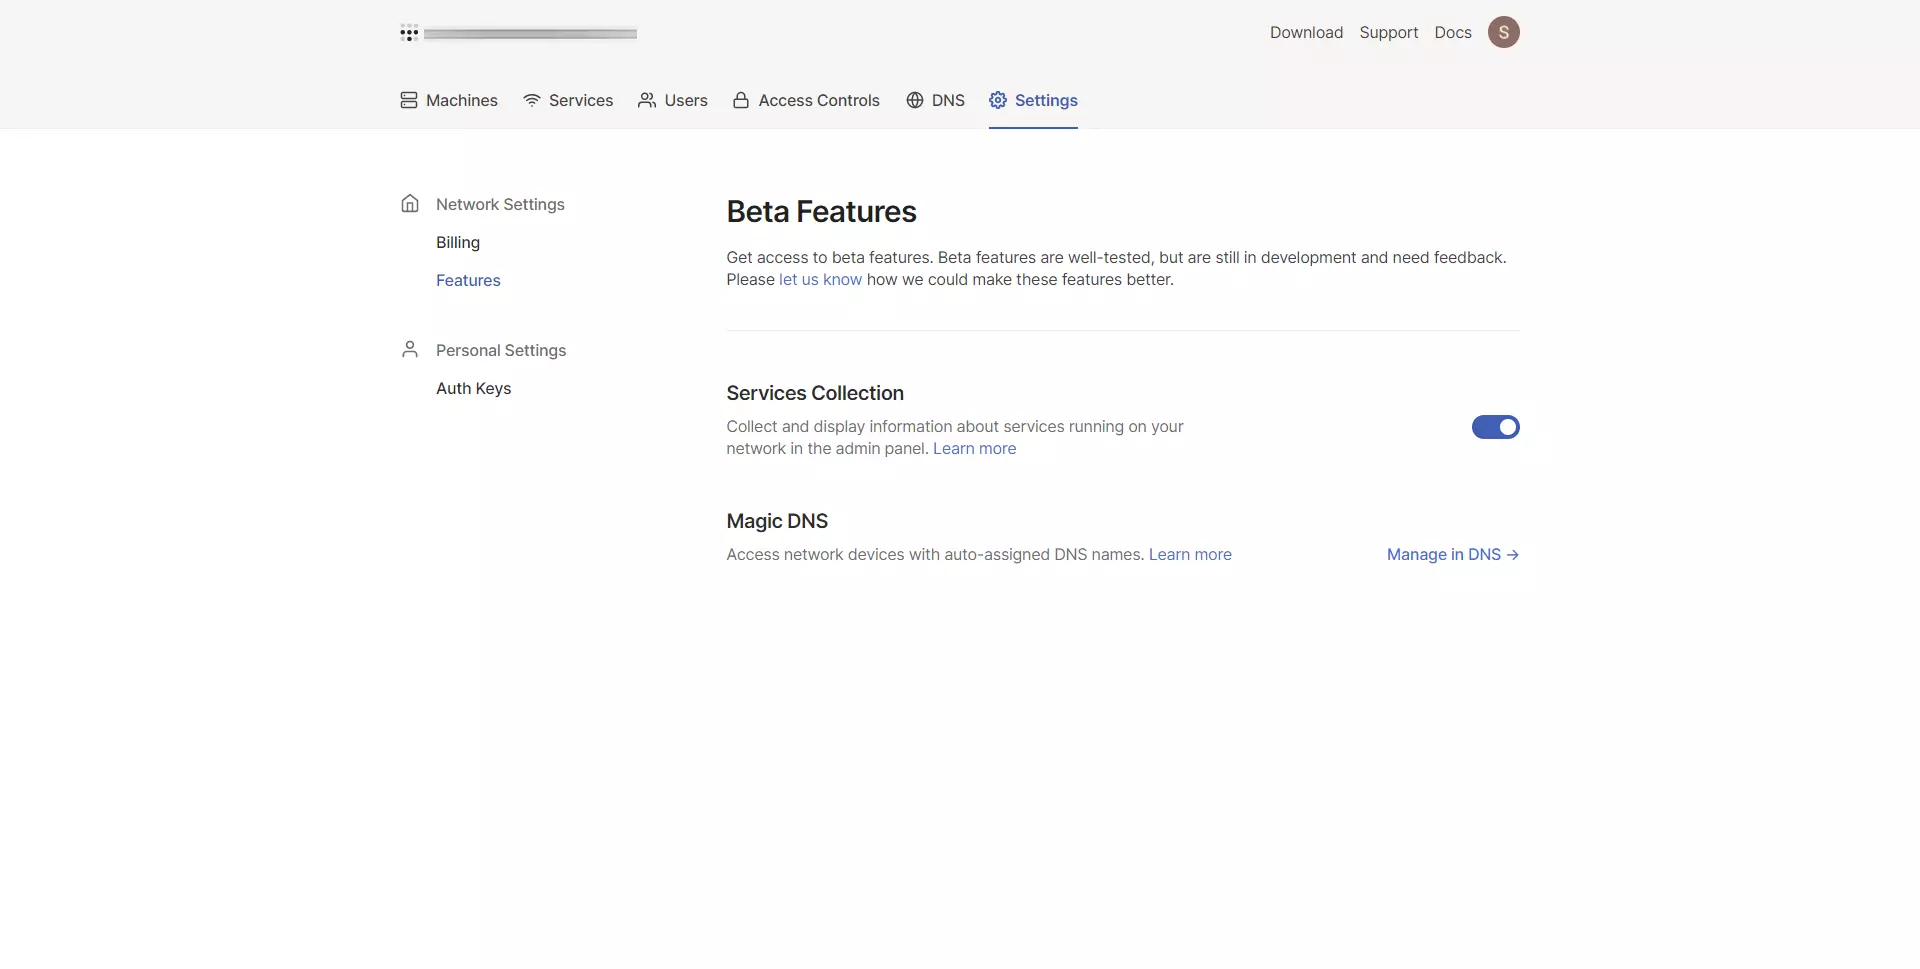 Download Support Docs S
Machines Services Users Access Controls DNS Settings
Network Settings
Billing
Features
Personal Settings
Auth Keys
Beta Features
Get access to beta features. Beta features are well-tested, but are still in development and need feedback.
Please let us know how we could make these features better.
Services Collection
Collect and display information about services running on your
network in the admin panel. Learn more
Magic DNS
Access network devices with auto-assigned DNS names. Learn more
Manage in DNS →